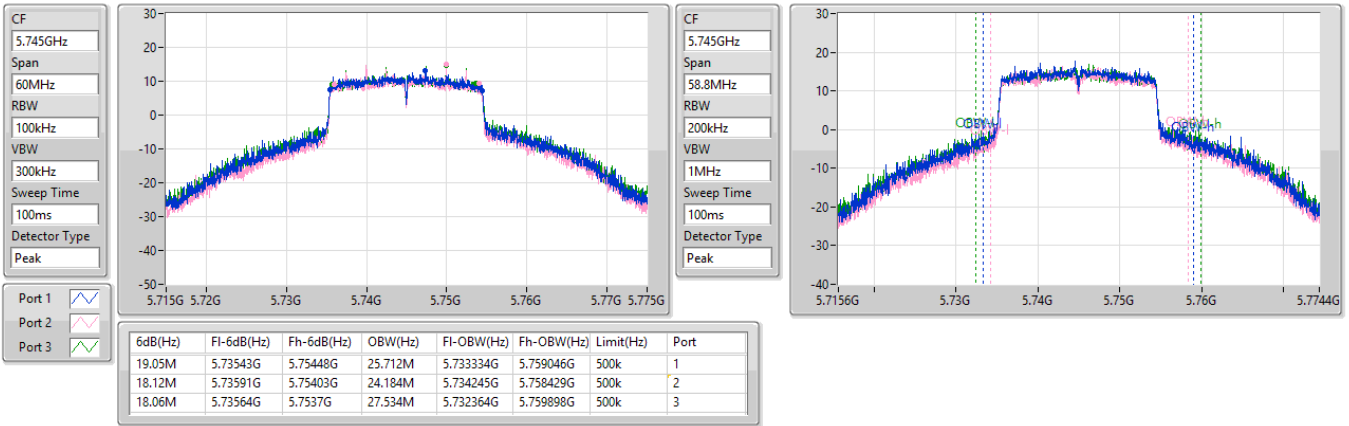 CF
5.745GHz
Span
60MHz
RBW
100kHz
VBW
300kHz
Sweep Time
100ms
Detector Type
Peak
Port 1
Port 2
Port 3
30
20
10
0
-10
-20
-30
-40
-50
5.715G 5.72G 5.73G 5.74G 5.75G 5.76G 5.77G 5.775G
CF
5.745GHz
Span
58.8MHz
RBW
200kHz
VBW
1MHz
Sweep Time
100ms
Detector Type
Peak
30
20
10
0
-10
-20
-30
-40
5.7156G 5.73G 5.74G 5.75G 5.76G 5.7744G
6dB(Hz) Fl-6dB(Hz) Fh-6dB(Hz) OBW(Hz) Fl-OBW(Hz) Fh-OBW(Hz) Limit(Hz) Port
19.05M 5.73543G 5.75448G 25.712M 5.733334G 5.759046G 500k 1
18.12M 5.73591G 5.75403G 24.184M 5.734245G 5.758429G 500k 2
18.06M 5.73564G 5.7537G 27.534M 5.732364G 5.759898G 500k 3